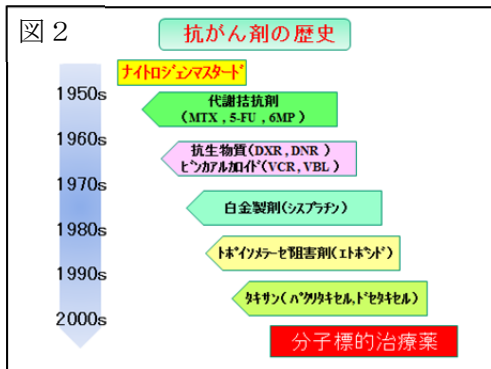 図２
抗がん剤の歴史
ﾅｲﾄﾛｼﾞｪﾝﾏｽﾀｰﾄﾞ
1950s
代謝拮抗剤
（MTX , 5-FU , 6MP）
1960s
抗生物質(DXR, DNR )
ﾋﾞﾝｶｱﾙｶﾛｲﾄﾞ(VCR, VBL)
1970s
白金製剤(ｼｽﾌﾟﾗﾁﾝ)
1980s
ﾄﾎﾟｲｿﾒﾗｰｾﾞ阻害剤(ｴﾄﾎﾟｼﾄﾞ)
1990s
ﾀｷｻﾝ( ﾊﾟｸﾘﾀｷｾﾙ, ﾄﾞｾﾀｷｾﾙ)
2000s
分子標的治療薬